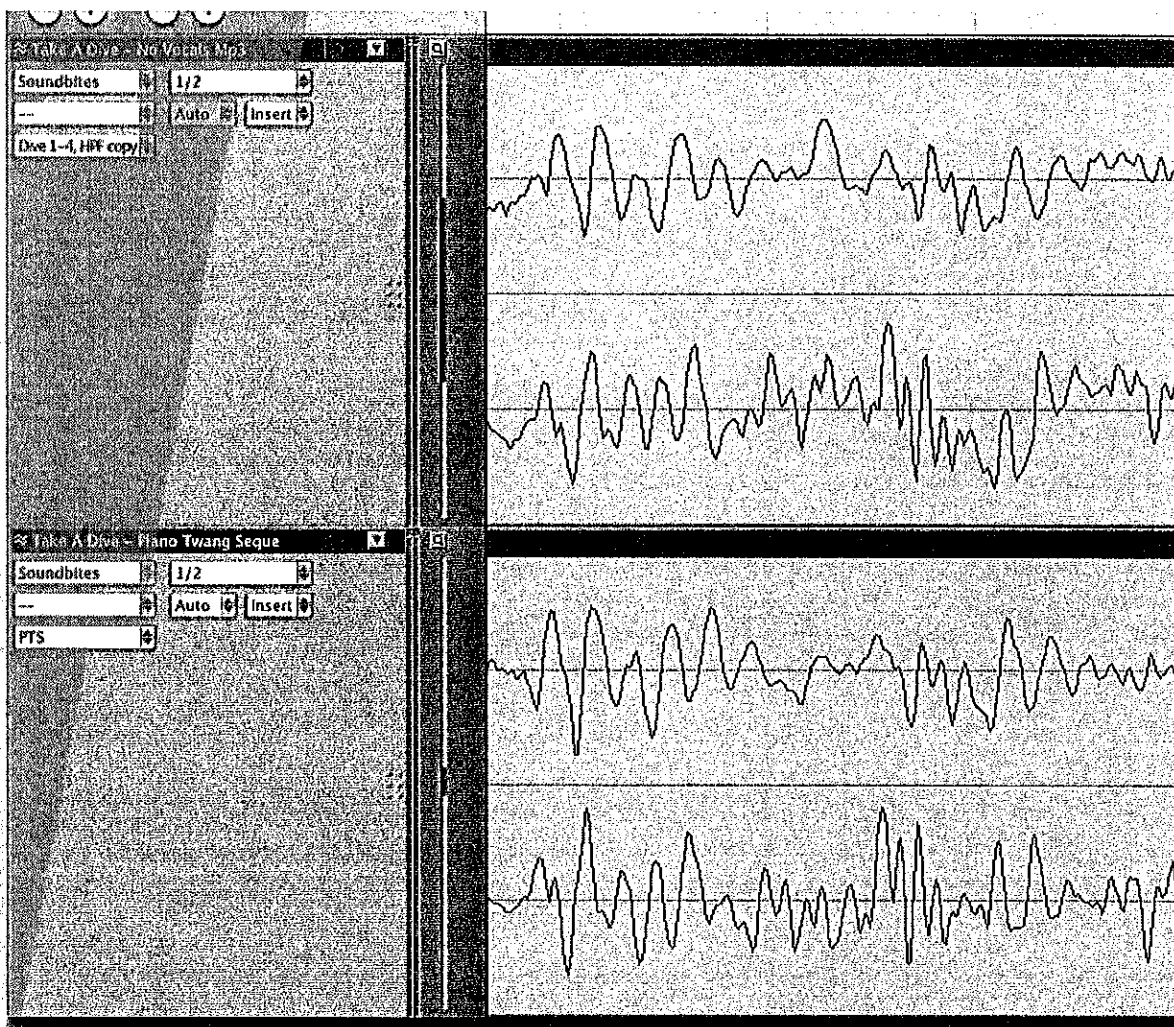 Take A Dive - No Vocals Mp3
Soundbites 1/2
-- Auto Insert
Dive 1-4, HPF copy
Take A Dive - Piano Twang Seque
Soundbites 1/2
-- Auto Insert
PTS